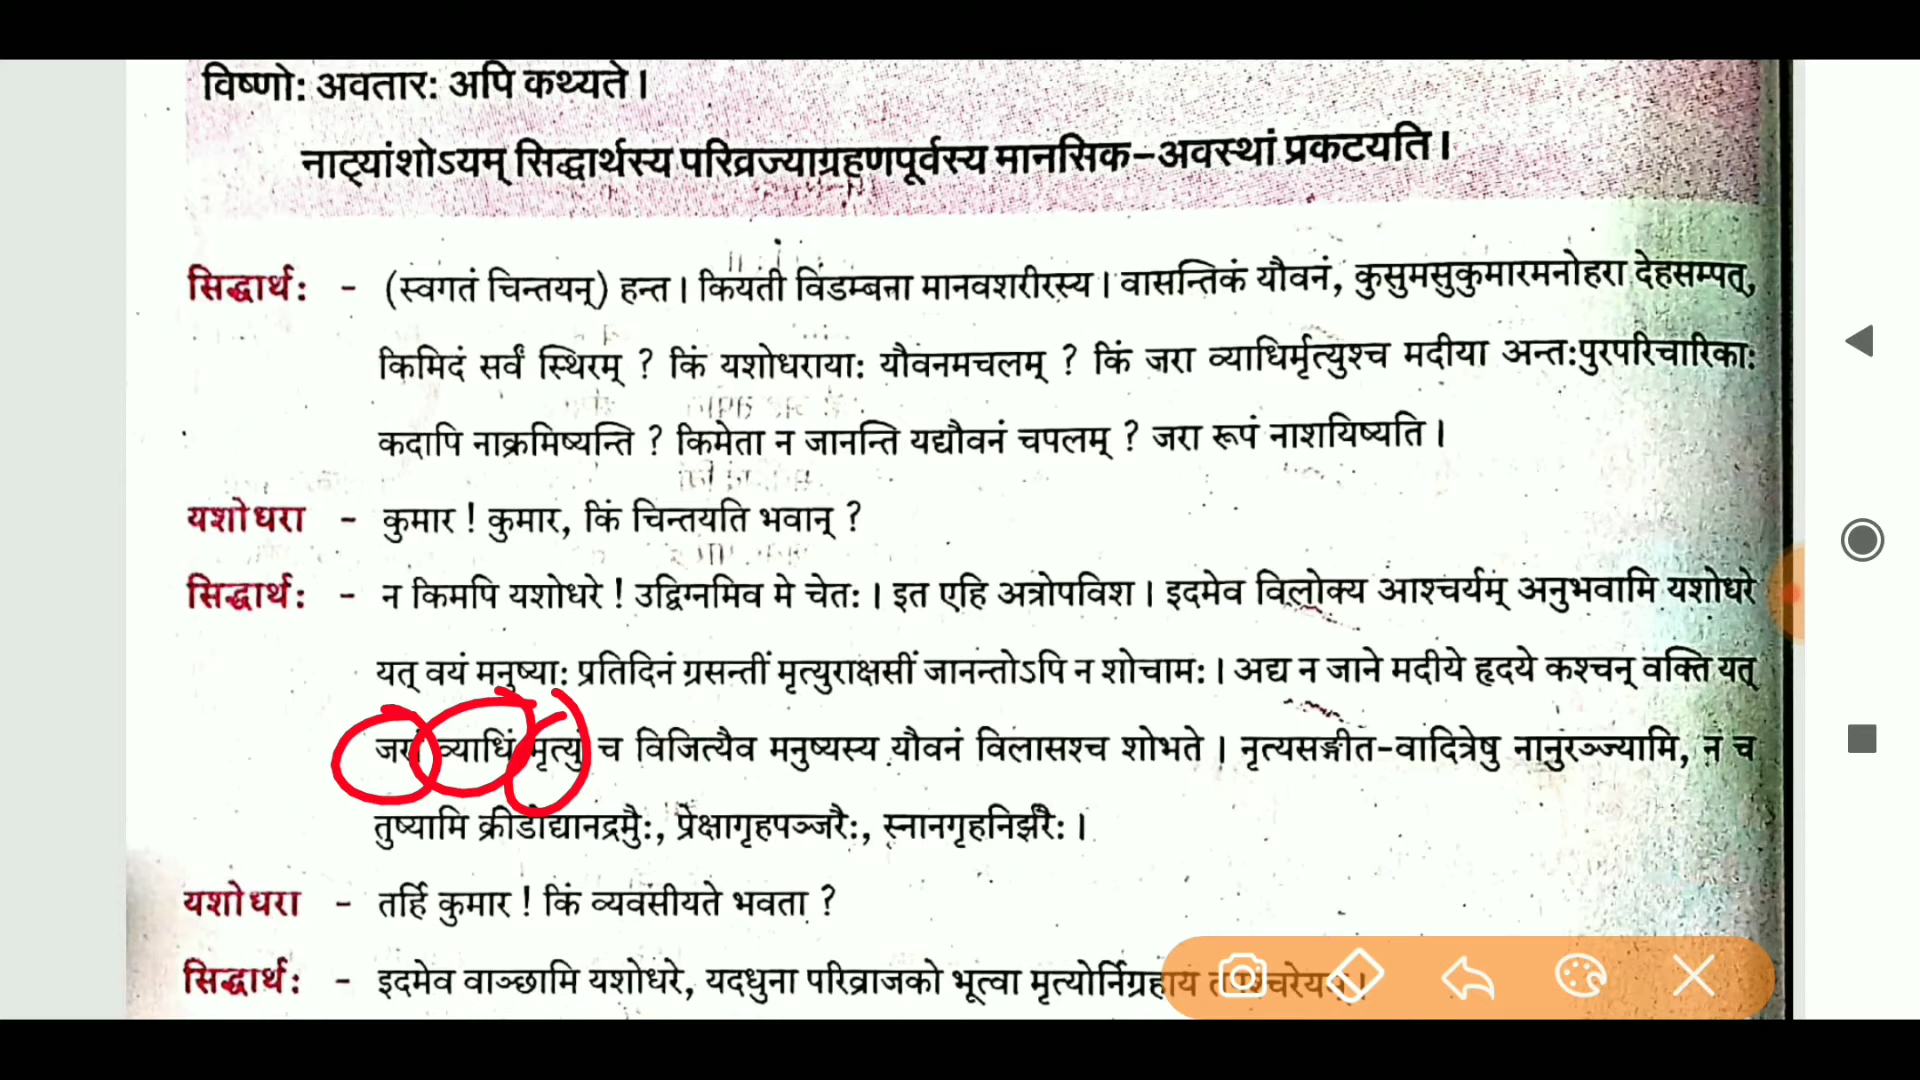 विष्णोः अवतारः अपि कथ्यते।
नाट्यांशोऽयम् सिद्धार्थस्य परिव्रज्याग्रहणपूर्वस्य मानसिक-अवस्थां प्रकटयति।
सिद्धार्थः - (स्वगतं चिन्तयन्) हन्त। कियती विडम्बना मानवशरीरस्य। वासन्तिकं यौवनं, कुसुमसुकुमारमनोहरा देहसम्पत्,
किमिदं सर्वं स्थिरम् ? किं यशोधरायाः यौवनमचलम् ? किं जरा व्याधिर्मृत्युश्च मदीया अन्तःपुरपरिचारिकाः
कदापि नाक्रमिष्यन्ति ? किमेता न जानन्ति यद्यौवनं चपलम् ? जरा रूपं नाशयिष्यति।
यशोधरा - कुमार ! कुमार, किं चिन्तयति भवान् ?
सिद्धार्थः - न किमपि यशोधरे ! उद्विग्नमिव मे चेतः। इत एहि अत्रोपविश। इदमेव विलोक्य आश्चर्यम् अनुभवामि यशोधरे
यत् वयं मनुष्याः प्रतिदिनं ग्रसन्तीं मृत्युराक्षसीं जानन्तोऽपि न शोचामः। अद्य न जाने मदीये हृदये कश्चन् वक्ति यत्
जरां व्याधिं मृत्यु च विजित्यैव मनुष्यस्य यौवनं विलासश्च शोभते। नृत्यसङ्गीत-वादित्रेषु नानुरञ्ज्यामि, न च
तुष्यामि क्रीडोद्यानद्रमुैः, प्रेक्षागृहपञ्जरैः, स्नानगृहनिर्झरैः।
यशोधरा - तर्हि कुमार ! किं व्यवसीयते भवता ?
सिद्धार्थः - इदमेव वाञ्छामि यशोधरे, यदधुना परिव्राजको भूत्वा मृत्योर्निग्रहाय